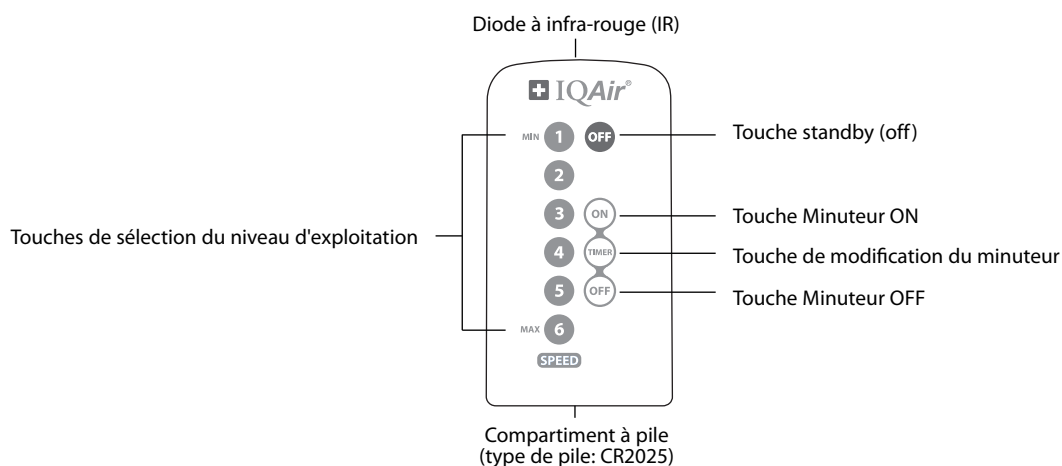 Diode à infra-rouge (IR)
IQAir®
MIN 1 OFF
Touche standby (off)
2
3 ON
Touche Minuteur ON
Touches de sélection du niveau d'exploitation
4 TIMER
Touche de modification du minuteur
5 OFF
Touche Minuteur OFF
MAX 6
SPEED
Compartiment à pile
(type de pile: CR2025)